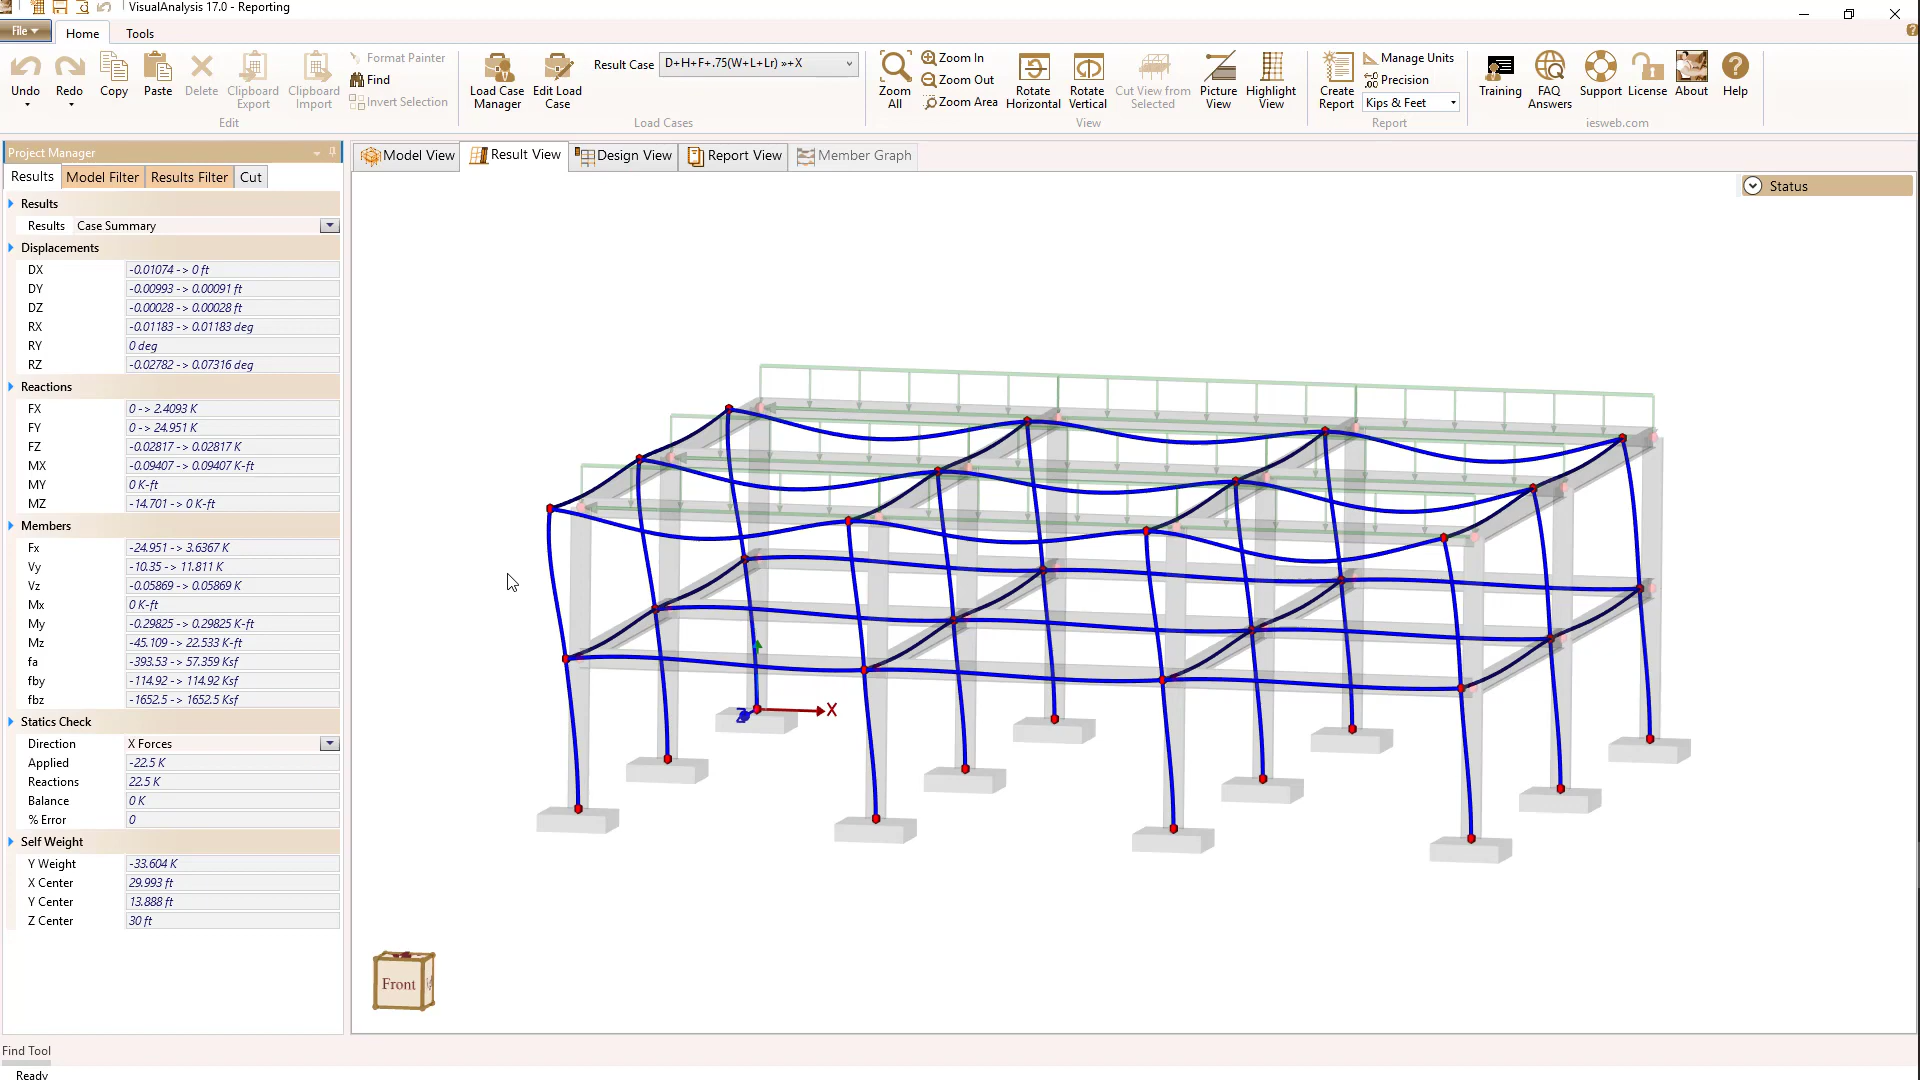 VisualAnalysis 17.0 - Reporting
File
Home
Tools
Undo
Redo
Copy
Paste
Delete
Clipboard Export
Clipboard Import
Format Painter
Find
Invert Selection
Edit
Load Case Manager
Edit Load Case
Result Case
D+H+F+.75(W+L+Lr) »+X
Load Cases
Zoom All
Zoom In
Zoom Out
Zoom Area
Rotate Horizontal
Rotate Vertical
Cut View from Selected
Picture View
Highlight View
View
Create Report
Manage Units
Precision
Kips & Feet
Report
Training
FAQ Answers
Support
License
About
Help
iesweb.com
Project Manager
Results
Model Filter
Results Filter
Cut
Results
Results Case Summary
Displacements
DX -0.01074 -> 0 ft
DY -0.00993 -> 0.00091 ft
DZ -0.00028 -> 0.00028 ft
RX -0.01183 -> 0.01183 deg
RY 0 deg
RZ -0.02782 -> 0.07316 deg
Reactions
FX 0 -> 2.4093 K
FY 0 -> 24.951 K
FZ -0.02817 -> 0.02817 K
MX -0.09407 -> 0.09407 K-ft
MY 0 K-ft
MZ -14.701 -> 0 K-ft
Members
Fx -24.951 -> 3.6367 K
Vy -10.35 -> 11.811 K
Vz -0.05869 -> 0.05869 K
Mx 0 K-ft
My -0.29825 -> 0.29825 K-ft
Mz -45.109 -> 22.533 K-ft
fa -393.53 -> 57.359 Ksf
fby -114.92 -> 114.92 Ksf
fbz -1652.5 -> 1652.5 Ksf
Statics Check
Direction X Forces
Applied -22.5 K
Reactions 22.5 K
Balance 0 K
% Error 0
Self Weight
Y Weight -33.604 K
X Center 29.993 ft
Y Center 13.888 ft
Z Center 30 ft
Model View
Result View
Design View
Report View
Member Graph
Status
X
Z
Front
Find Tool
Ready